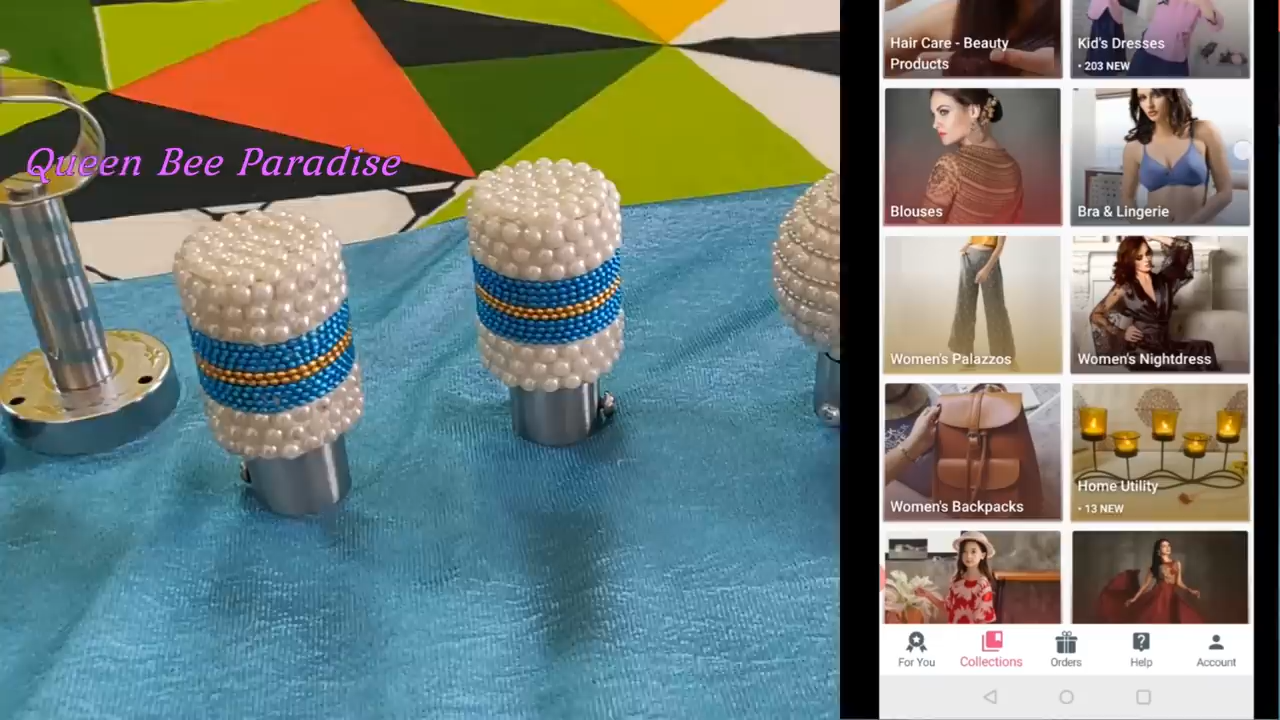 Queen Bee Paradise
Hair Care - Beauty
Products
Kid's Dresses
• 203 NEW
Blouses
Bra & Lingerie
Women's Palazzos
Women's Nightdress
Women's Backpacks
Home Utility
• 13 NEW
For You
Collections
Orders
Help
Account